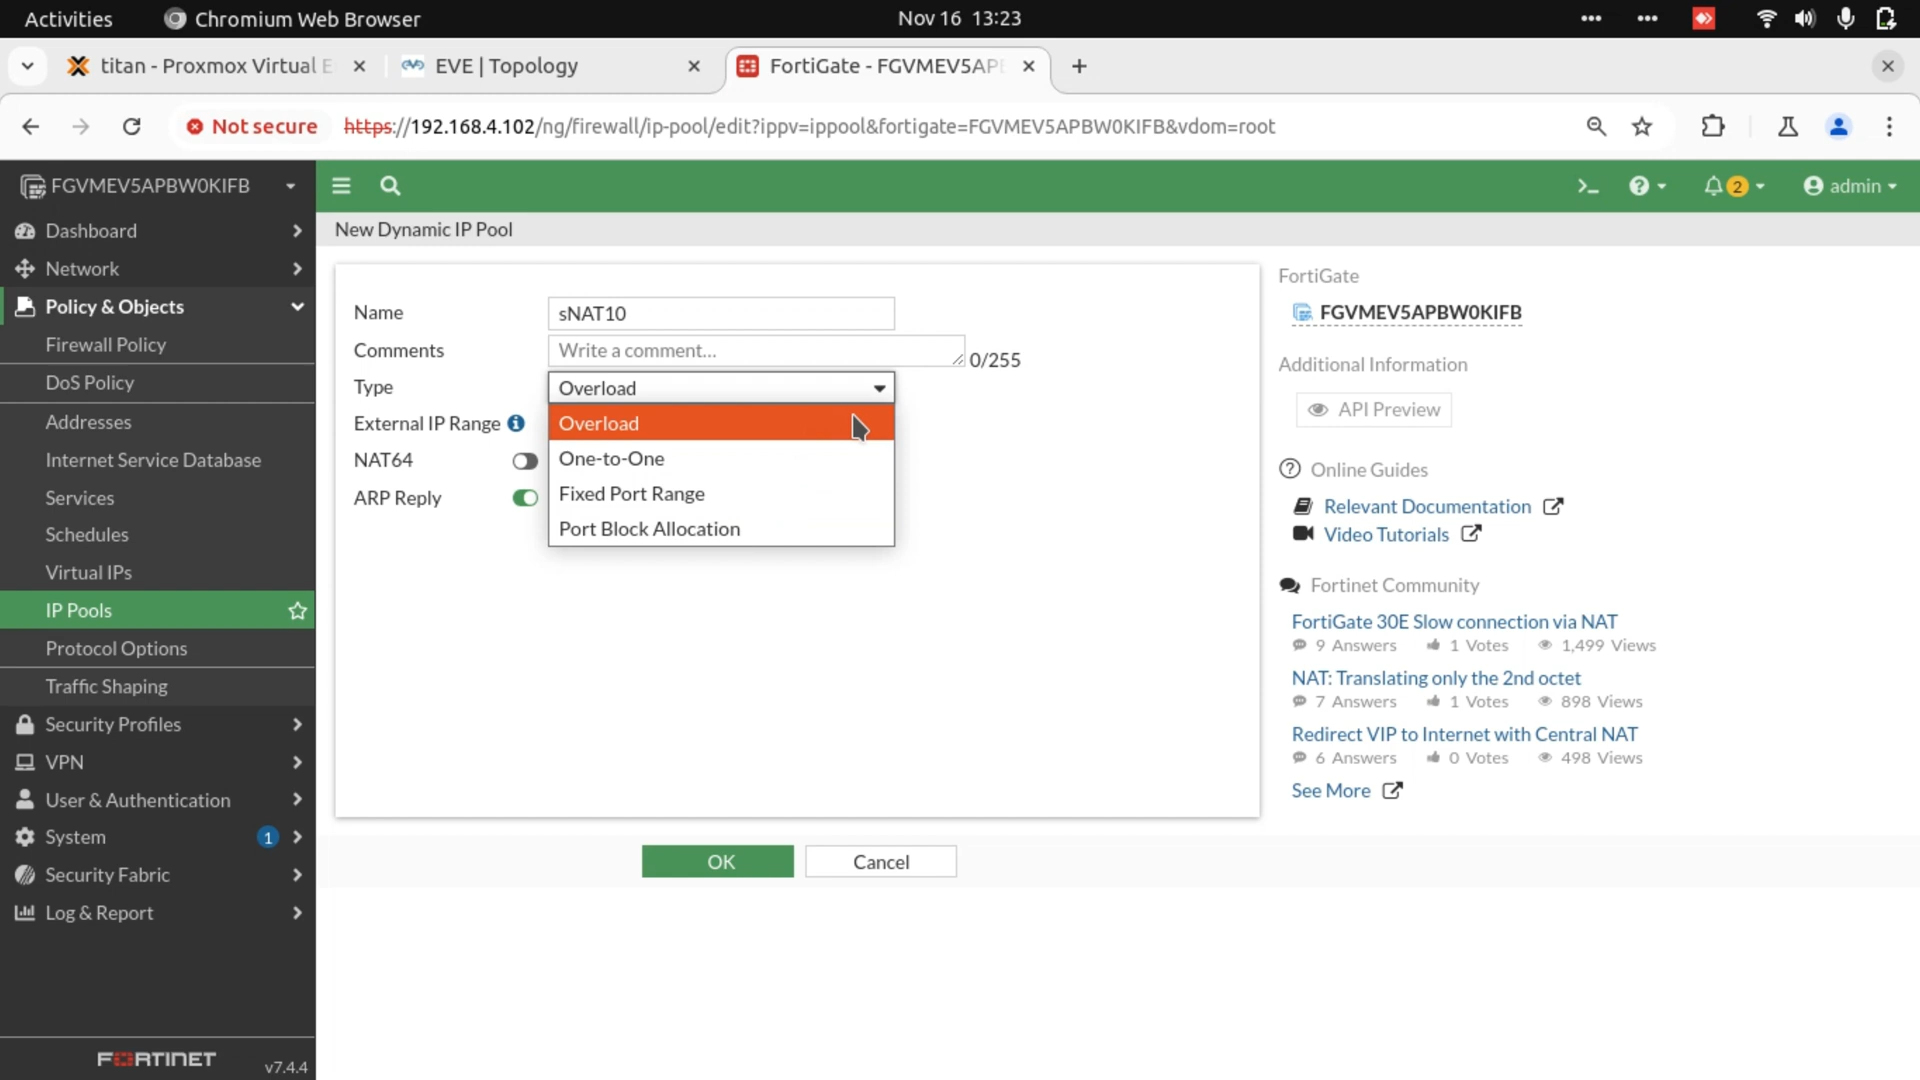 Activities
Chromium Web Browser
Nov 16 13:23
titan - Proxmox Virtual E
EVE | Topology
FortiGate - FGVMEV5AP
Not secure
https://192.168.4.102/ng/firewall/ip-pool/edit?ippv=ippool&fortigate=FGVMEV5APBW0KIFB&vdom=root
FGVMEV5APBW0KIFB
2
admin
Dashboard
Network
Policy & Objects
Firewall Policy
DoS Policy
Addresses
Internet Service Database
Services
Schedules
Virtual IPs
IP Pools
Protocol Options
Traffic Shaping
Security Profiles
VPN
User & Authentication
System
1
Security Fabric
Log & Report
FORTINET
v7.4.4
New Dynamic IP Pool
Name
sNAT10
Comments
Write a comment...
0/255
Type
Overload
External IP Range
Overload
NAT64
One-to-One
ARP Reply
Fixed Port Range
Port Block Allocation
OK
Cancel
FortiGate
FGVMEV5APBW0KIFB
Additional Information
API Preview
Online Guides
Relevant Documentation
Video Tutorials
Fortinet Community
FortiGate 30E Slow connection via NAT
9 Answers 1 Votes 1,499 Views
NAT: Translating only the 2nd octet
7 Answers 1 Votes 898 Views
Redirect VIP to Internet with Central NAT
6 Answers 0 Votes 498 Views
See More